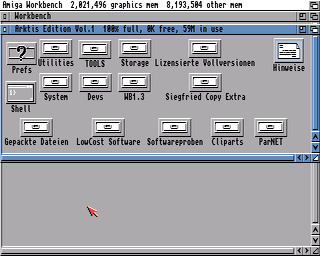 Amiga Workbench 2,021,496 graphics mem 8,193,504 other mem
Workbench
Arktis Edition Vol.1 100% full, 0K free, 59M in use
Prefs Utilities TOOLS Storage Lizensierte Vollversionen Hinweise
Shell System Devs WB1.3 Siegfried Copy Extra
Gepackte Dateien LowCost Software Softwareproben Cliparts ParNET